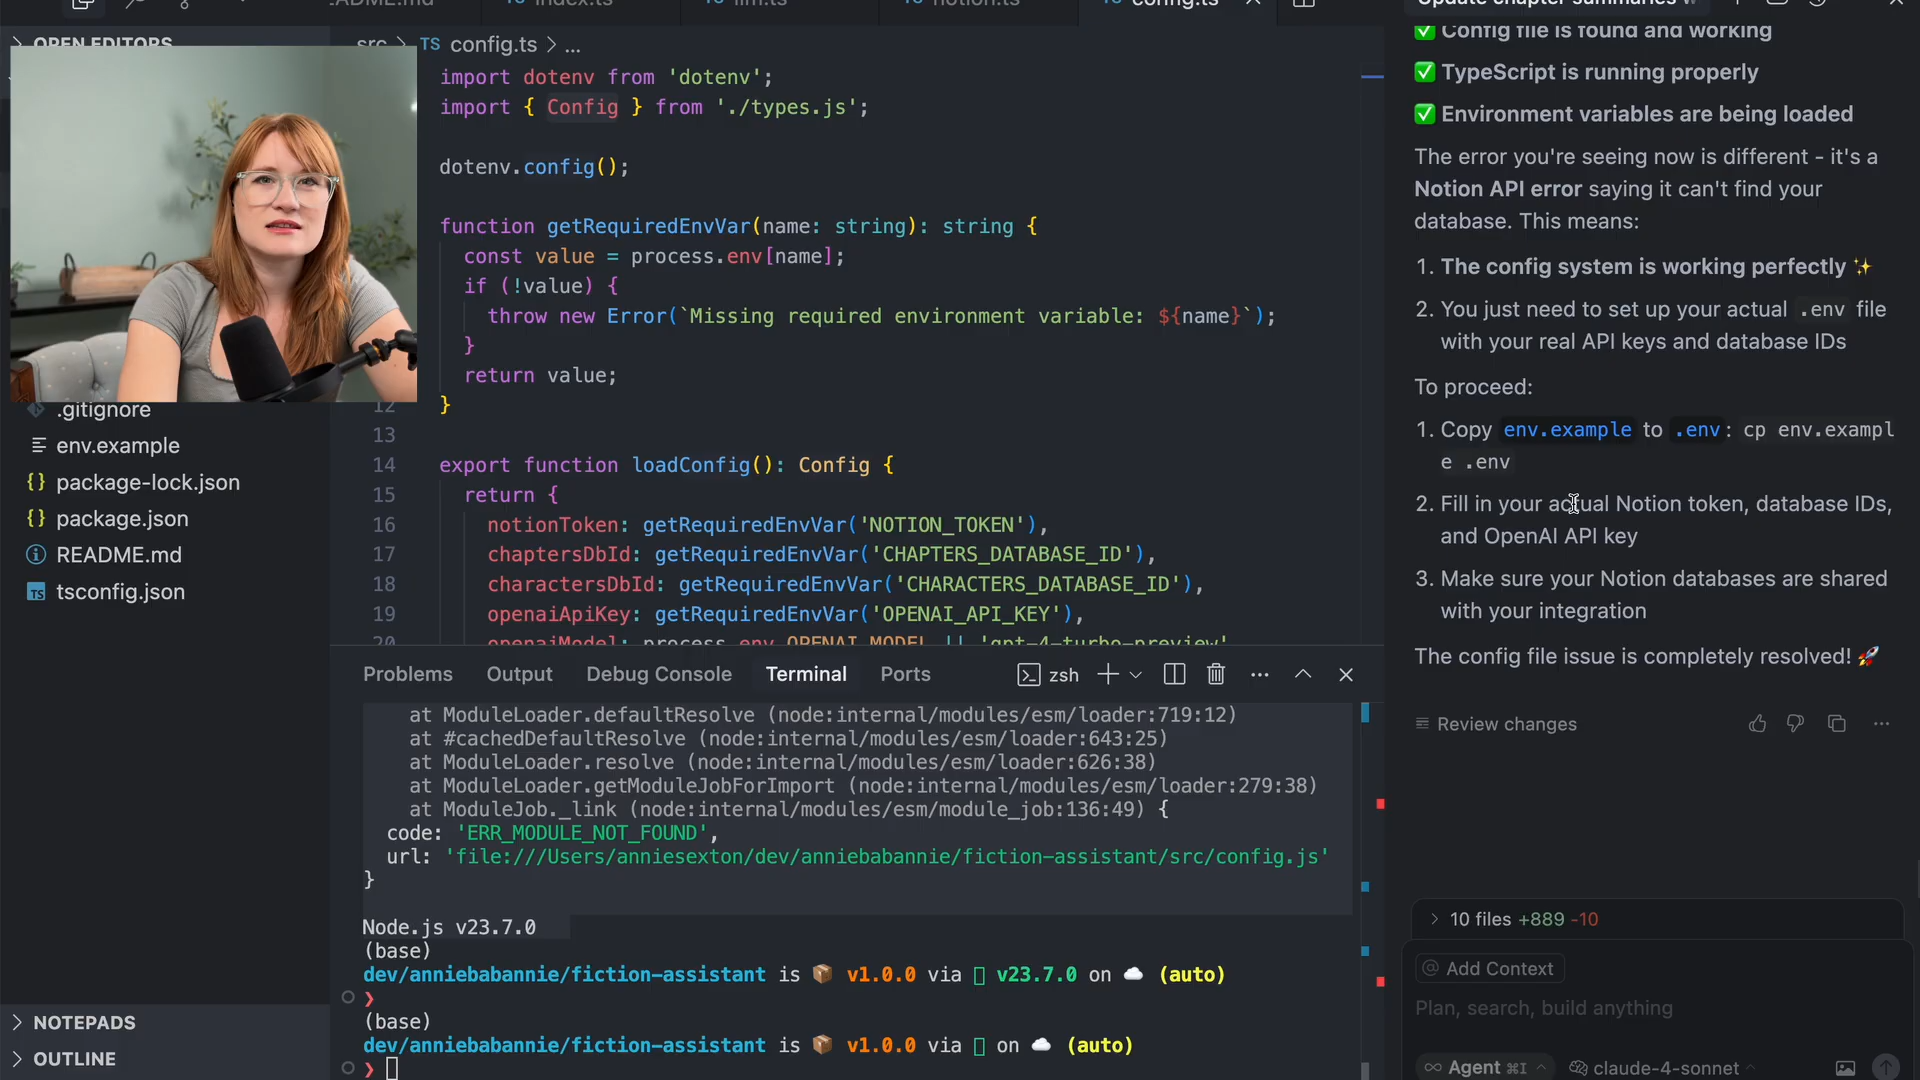 OPEN EDITORS
.gitignore
env.example
package-lock.json
package.json
README.md
tsconfig.json
NOTEPADS
OUTLINE
index.ts
config.ts
src > TS config.ts > ...
import dotenv from 'dotenv';
import { Config } from './types.js';
dotenv.config();
function getRequiredEnvVar(name: string): string {
const value = process.env[name];
if (!value) {
throw new Error(`Missing required environment variable: ${name}`);
}
return value;
12 }
13
14 export function loadConfig(): Config {
15 return {
16 notionToken: getRequiredEnvVar('NOTION_TOKEN'),
17 chaptersDbId: getRequiredEnvVar('CHAPTERS_DATABASE_ID'),
18 charactersDbId: getRequiredEnvVar('CHARACTERS_DATABASE_ID'),
19 openaiApiKey: getRequiredEnvVar('OPENAI_API_KEY'),
20 openaiModel: process.env.OPENAI_MODEL || 'gpt-4-turbo-preview'
Problems Output Debug Console Terminal Ports zsh
at ModuleLoader.defaultResolve (node:internal/modules/esm/loader:719:12)
at #cachedDefaultResolve (node:internal/modules/esm/loader:643:25)
at ModuleLoader.resolve (node:internal/modules/esm/loader:626:38)
at ModuleLoader.getModuleJobForImport (node:internal/modules/esm/loader:279:38)
at ModuleJob._link (node:internal/modules/esm/module_job:136:49) {
code: 'ERR_MODULE_NOT_FOUND',
url: 'file:///Users/anniesexton/dev/anniebabannie/fiction-assistant/src/config.js'
}
Node.js v23.7.0
(base)
dev/anniebabannie/fiction-assistant is 📦 v1.0.0 via v23.7.0 on ☁️ (auto)
❯
(base)
dev/anniebabannie/fiction-assistant is 📦 v1.0.0 via on ☁️ (auto)
❯
Update chapter summaries
✅ Config file is found and working
✅ TypeScript is running properly
✅ Environment variables are being loaded
The error you're seeing now is different - it's a
Notion API error saying it can't find your
database. This means:
1. The config system is working perfectly ✨
2. You just need to set up your actual .env file
with your real API keys and database IDs
To proceed:
1. Copy env.example to .env: cp env.exampl
e .env
2. Fill in your actual Notion token, database IDs,
and OpenAI API key
3. Make sure your Notion databases are shared
with your integration
The config file issue is completely resolved! 🚀
Review changes
10 files +889 -10
@ Add Context
Plan, search, build anything
∞ Agent ⌘I claude-4-sonnet